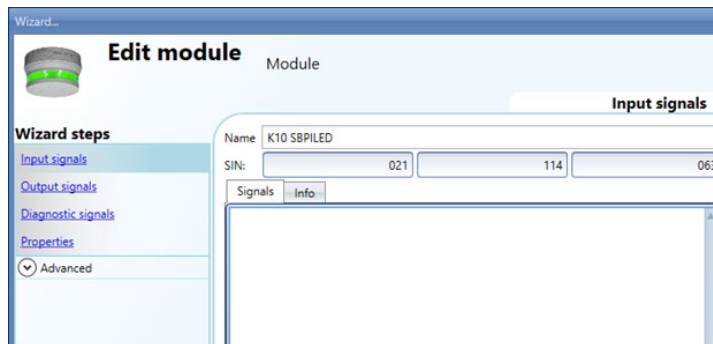 Wizard...
Edit module
Module
Input signals
Wizard steps
Input signals
Output signals
Diagnostic signals
Properties
Advanced
Name K10 SBPILED
SIN: 021 114 063
Signals Info